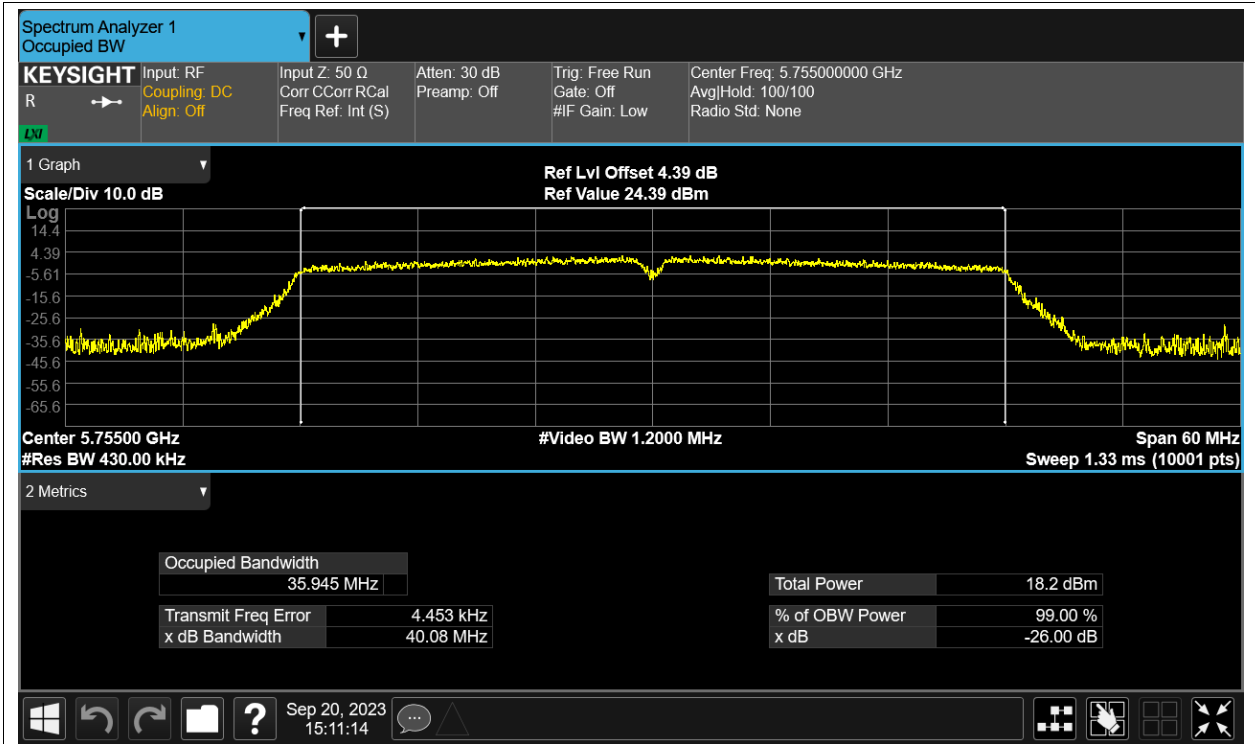 Spectrum Analyzer 1
Occupied BW
KEYSIGHT
R
LXI
Input: RF
Coupling: DC
Align: Off
Input Z: 50 Ω
Corr CCorr RCal
Freq Ref: Int (S)
Atten: 30 dB
Preamp: Off
Trig: Free Run
Gate: Off
#IF Gain: Low
Center Freq: 5.755000000 GHz
Avg|Hold: 100/100
Radio Std: None
1 Graph
Scale/Div 10.0 dB
Ref Lvl Offset 4.39 dB
Ref Value 24.39 dBm
Log
14.4
4.39
-5.61
-15.6
-25.6
-35.6
-45.6
-55.6
-65.6
Center 5.75500 GHz
#Res BW 430.00 kHz
#Video BW 1.2000 MHz
Span 60 MHz
Sweep 1.33 ms (10001 pts)
2 Metrics
Occupied Bandwidth
35.945 MHz
Transmit Freq Error 4.453 kHz
x dB Bandwidth 40.08 MHz
Total Power 18.2 dBm
% of OBW Power 99.00 %
x dB -26.00 dB
?
Sep 20, 2023
15:11:14